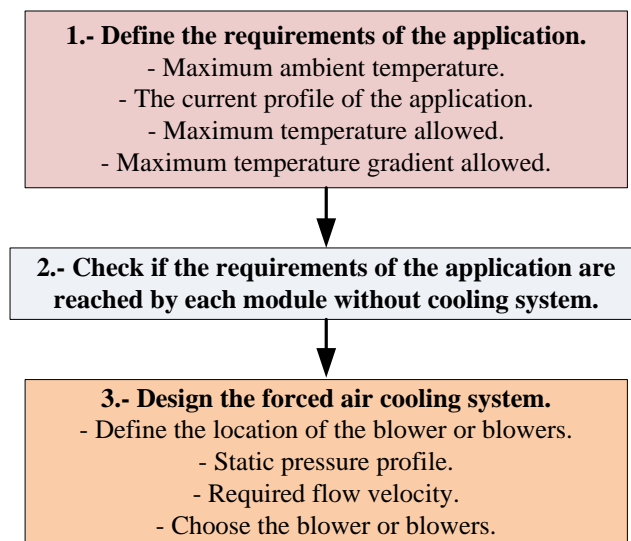 1.- Define the requirements of the application.
- Maximum ambient temperature.
- The current profile of the application.
- Maximum temperature allowed.
- Maximum temperature gradient allowed.
2.- Check if the requirements of the application are
reached by each module without cooling system.
3.- Design the forced air cooling system.
- Define the location of the blower or blowers.
- Static pressure profile.
- Required flow velocity.
- Choose the blower or blowers.